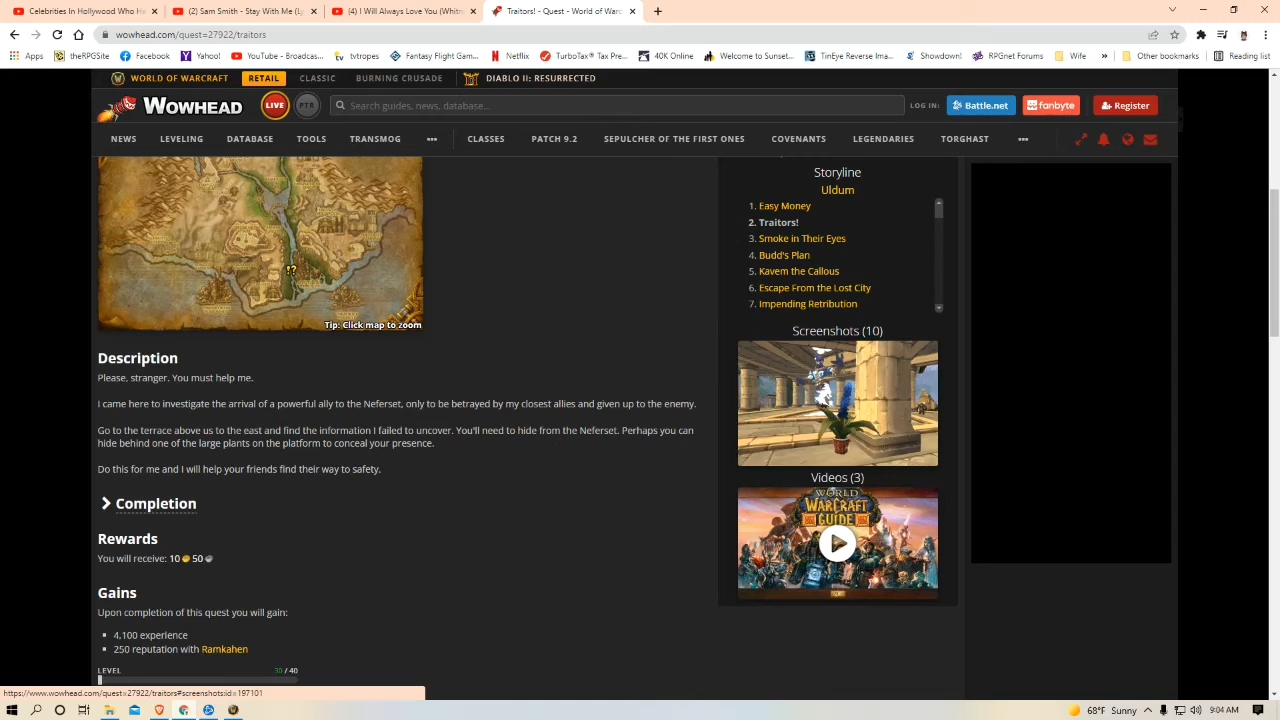 Celebrities In Hollywood Who Ha
(2) Sam Smith - Stay With Me (Ly
(4) I Will Always Love You (Whitn
Traitors! - Quest - World of Warc
wowhead.com/quest=27922/traitors
Apps
theRPGSite
Facebook
Yahoo!
YouTube - Broadcas...
tvtropes
Fantasy Flight Gam...
Netflix
TurboTax® Tax Pre...
40K Online
Welcome to Sunset...
TinEye Reverse Ima...
Showdown!
RPGnet Forums
Wife
Other bookmarks
Reading list
WORLD OF WARCRAFT
RETAIL
CLASSIC
BURNING CRUSADE
DIABLO II: RESURRECTED
WOWHEAD
LIVE
PTR
Search guides, news, database...
LOG IN:
Battle.net
fanbyte
Register
NEWS
LEVELING
DATABASE
TOOLS
TRANSMOG
CLASSES
PATCH 9.2
SEPULCHER OF THE FIRST ONES
COVENANTS
LEGENDARIES
TORGHAST
Tip: Click map to zoom
Storyline
Uldum
1. Easy Money
2. Traitors!
3. Smoke in Their Eyes
4. Budd's Plan
5. Kavem the Callous
6. Escape From the Lost City
7. Impending Retribution
Screenshots (10)
Videos (3)
WORLD
WARCRAFT
GUIDE
Description
Please, stranger. You must help me.
I came here to investigate the arrival of a powerful ally to the Neferset, only to be betrayed by my closest allies and given up to the enemy.
Go to the terrace above us to the east and find the information I failed to uncover. You'll need to hide from the Neferset. Perhaps you can
hide behind one of the large plants on the platform to conceal your presence.
Do this for me and I will help your friends find their way to safety.
Completion
Rewards
You will receive: 10 50
Gains
Upon completion of this quest you will gain:
4,100 experience
250 reputation with Ramkahen
LEVEL
30 / 40
https://www.wowhead.com/quest=27922/traitors#screenshots:id=197101
68°F Sunny
9:04 AM